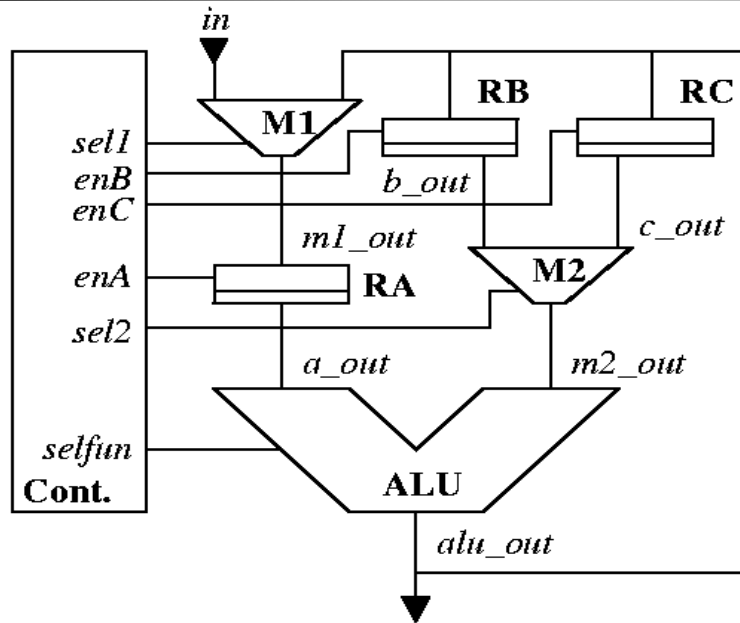 in
M1
RB
RC
sel1
enB
b_out
enC
c_out
m1_out
M2
enA
RA
sel2
a_out
m2_out
selfun
ALU
Cont.
alu_out